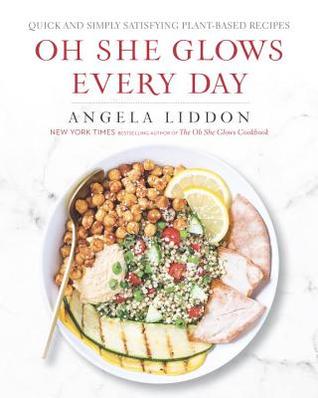 QUICK AND SIMPLY SATISFYING PLANT-BASED RECIPES
OH SHE GLOWS
EVERY DAY
ANGELA LIDDON
NEW YORK TIMES BESTSELLING AUTHOR OF The Oh She Glows Cookbook